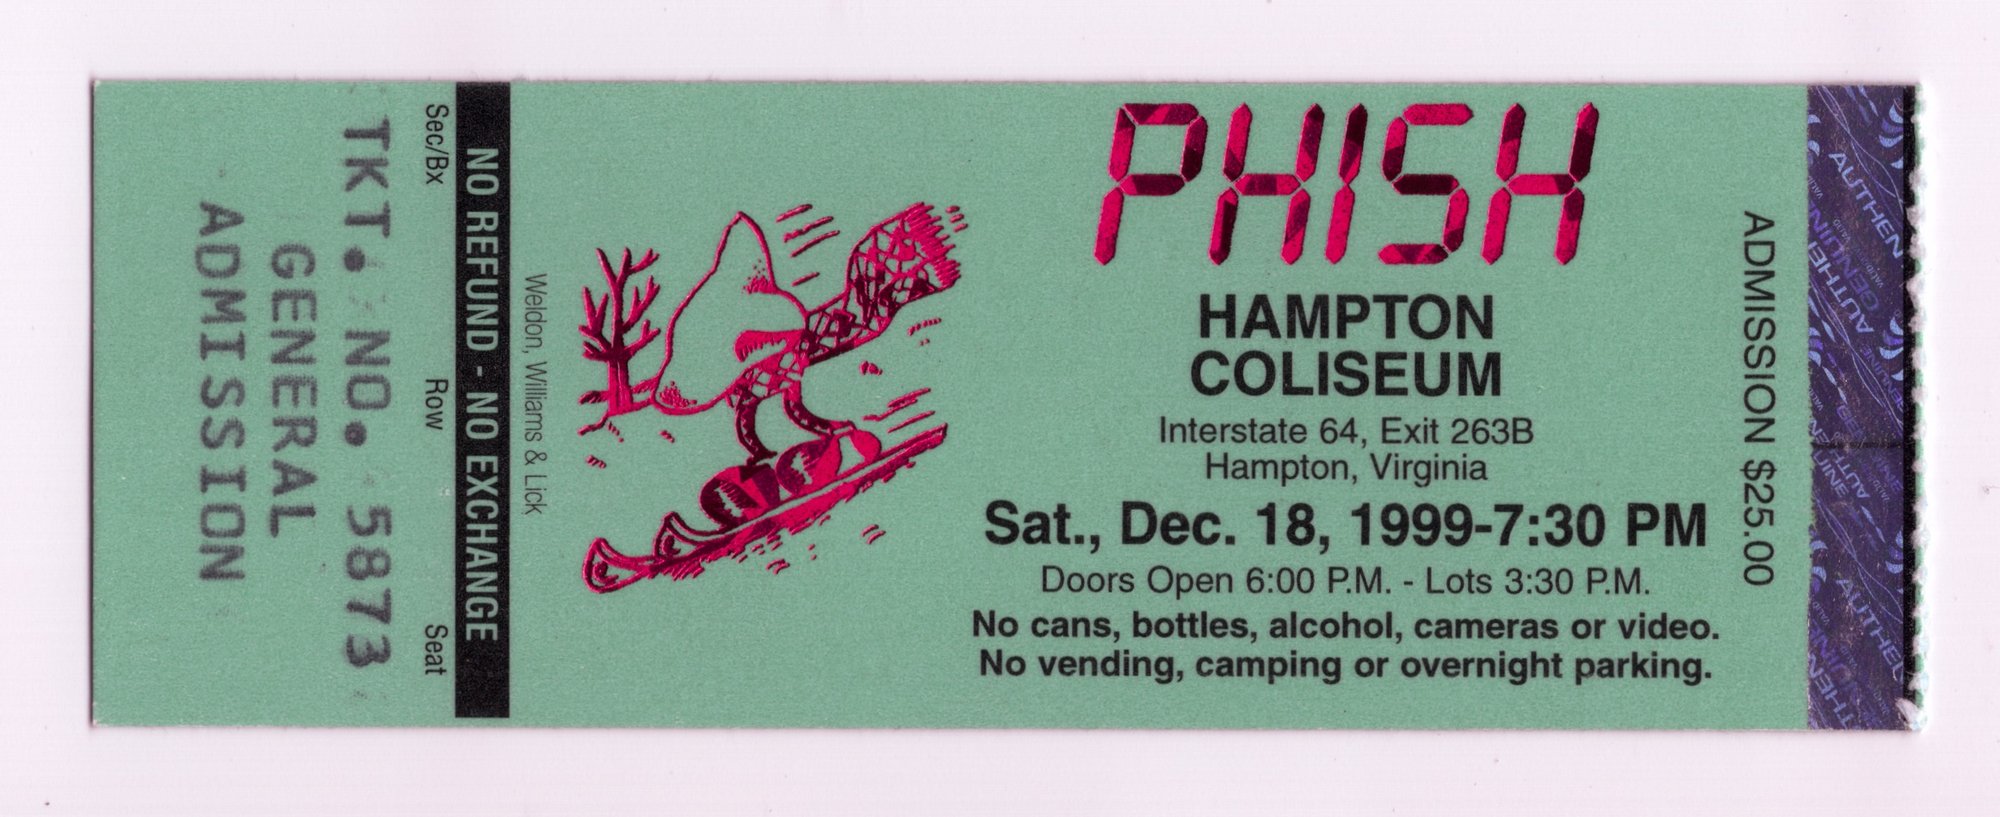 PHISH
HAMPTON
COLISEUM
Interstate 64, Exit 263B
Hampton, Virginia
Sat., Dec. 18, 1999-7:30 PM
Doors Open 6:00 P.M. - Lots 3:30 P.M.
No cans, bottles, alcohol, cameras or video.
No vending, camping or overnight parking.
ADMISSION $25.00
Weldon, Williams & Lick
NO REFUND - NO EXCHANGE
Sec/Bx Row Seat
TKT. NO. 5873
GENERAL
ADMISSION